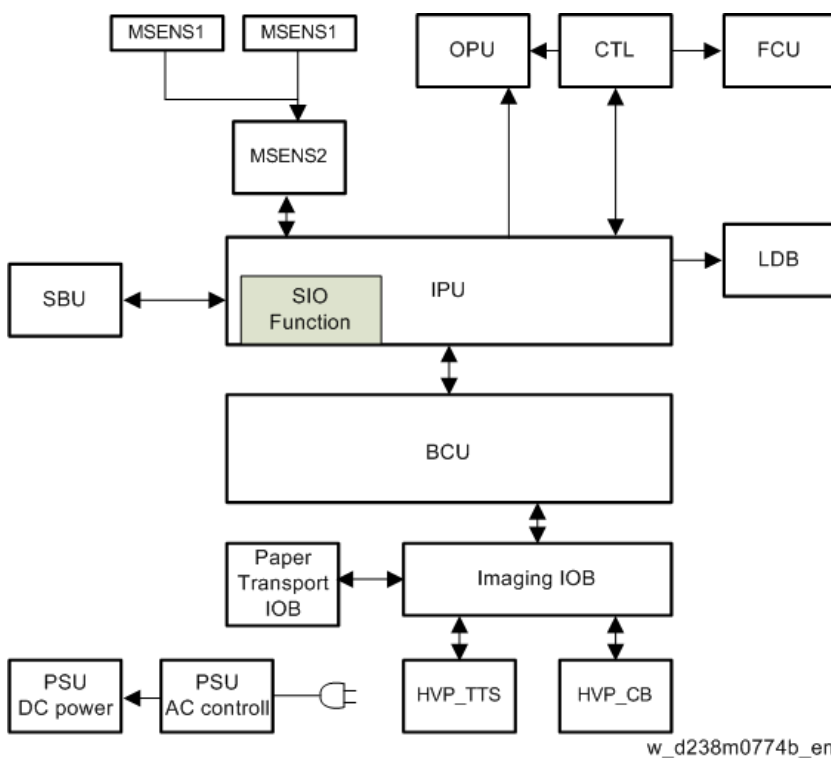 MSENS1
MSENS1
OPU
CTL
FCU
MSENS2
SBU
SIO
Function
IPU
LDB
BCU
Paper
Transport
IOB
Imaging IOB
PSU
DC power
PSU
AC controll
HVP_TTS
HVP_CB
w_d238m0774b_en